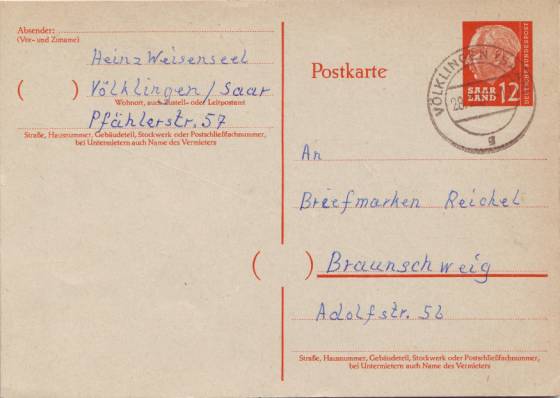 Absender:
(Vor- und Zuname)
Heinz Weisenseel
Völklingen/Saar
Wohnort, auch Zustell- oder Leitpostamt
Pfählerstr. 57
Straße, Hausnummer, Gebäudeteil, Stockwerk oder Postschließfachnummer,
bei Untermietern auch Name des Vermieters
Postkarte
DEUTSCHE BUNDESPOST
SAAR
LAND 12
VÖLKLINGEN
28.
g
An
Briefmarken Reichel
Braunschweig
Adolfstr. 56
Straße, Hausnummer, Gebäudeteil, Stockwerk oder Postschließfachnummer,
bei Untermietern auch Name des Vermieters